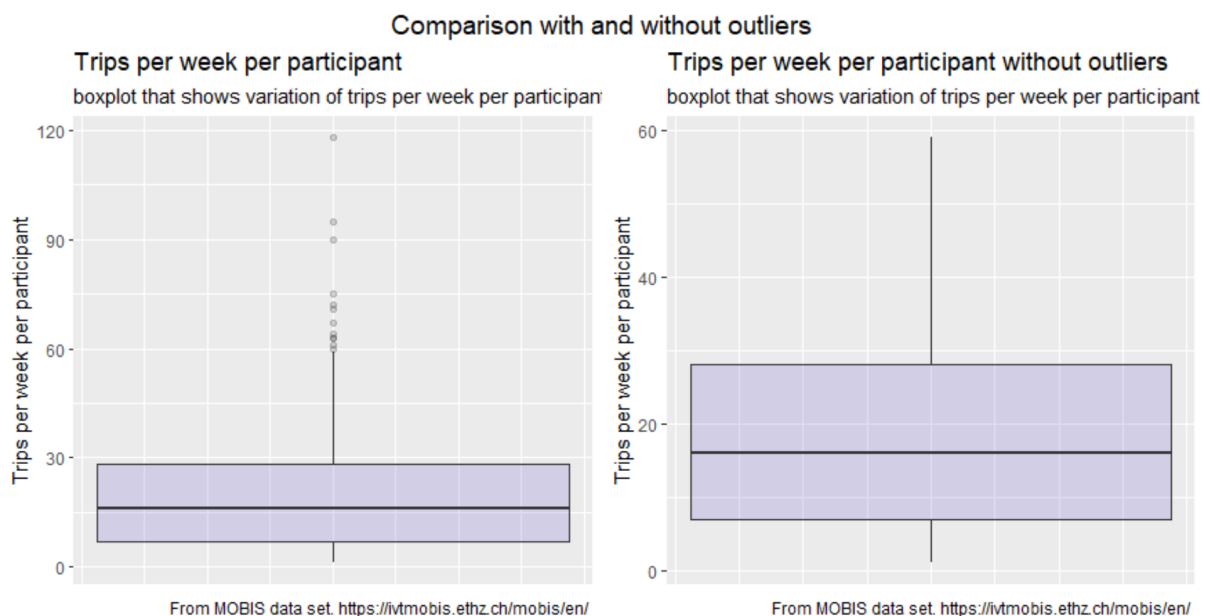 Comparison with and without outliers
Trips per week per participant
boxplot that shows variation of trips per week per participant
Trips per week per participant
120
90
60
30
0
From MOBIS data set. https://ivtmobis.ethz.ch/mobis/en/
Trips per week per participant without outliers
boxplot that shows variation of trips per week per participant
Trips per week per participant
60
40
20
0
From MOBIS data set. https://ivtmobis.ethz.ch/mobis/en/